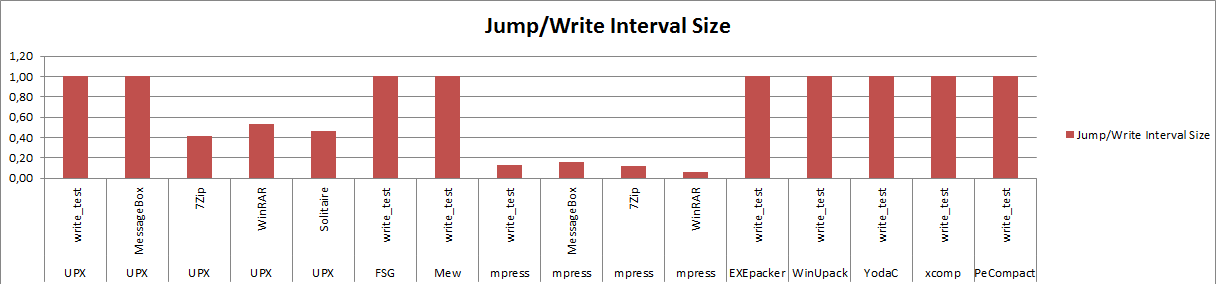 Jump/Write Interval Size
1,20
1,00
0,80
0,60
0,40
0,20
0,00
write_test
MessageBox
7Zip
WinRAR
Solitaire
write_test
write_test
write_test
MessageBox
7Zip
WinRAR
write_test
write_test
write_test
write_test
write_test
UPX
UPX
UPX
UPX
UPX
FSG
Mew
mpress
mpress
mpress
mpress
EXEpacker
WinUpack
YodaC
xcomp
PeCompact
Jump/Write Interval Size